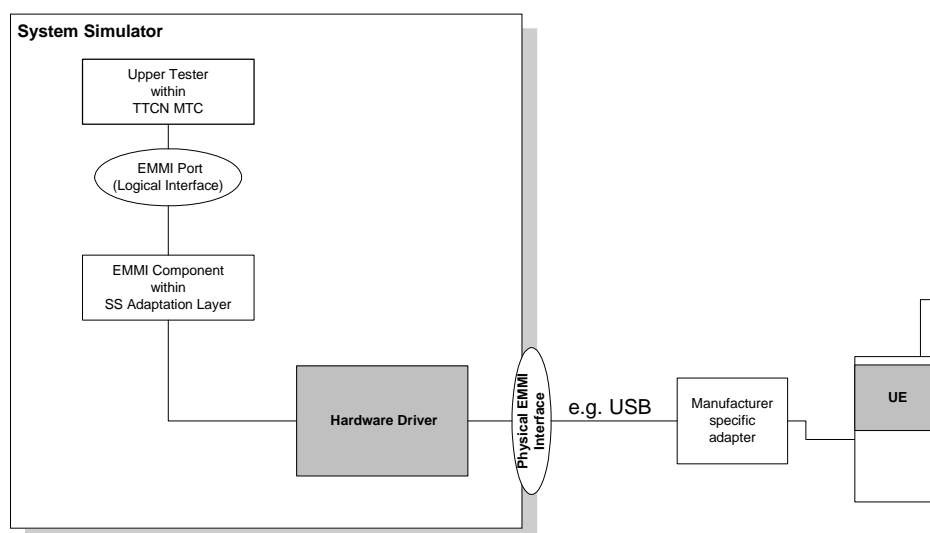 System Simulator
Upper Tester
within
TTCN MTC
EMMI Port
(Logical Interface)
EMMI Component
within
SS Adaptation Layer
Hardware Driver
Physical EMMI
Interface
e.g. USB
Manufacturer
specific
adapter
UE